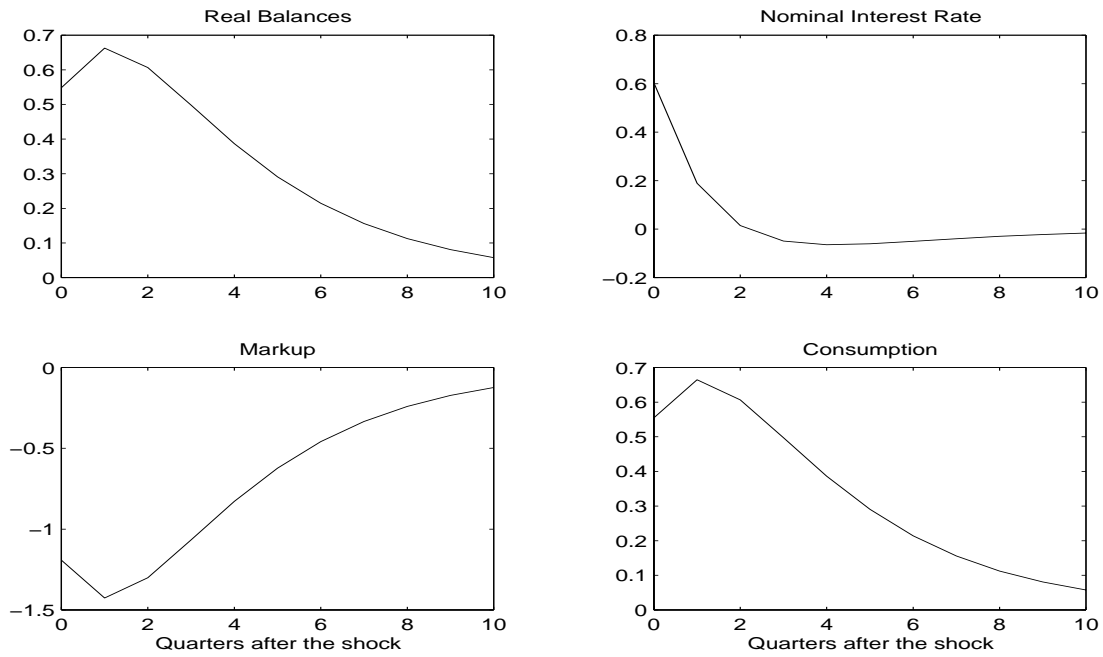 Real Balances
0.7
0.6
0.5
0.4
0.3
0.2
0.1
0
0 2 4 6 8 10
Nominal Interest Rate
0.8
0.6
0.4
0.2
0
−0.2
0 2 4 6 8 10
Markup
0
−0.5
−1
−1.5
0 2 4 6 8 10
Quarters after the shock
Consumption
0.7
0.6
0.5
0.4
0.3
0.2
0.1
0
0 2 4 6 8 10
Quarters after the shock